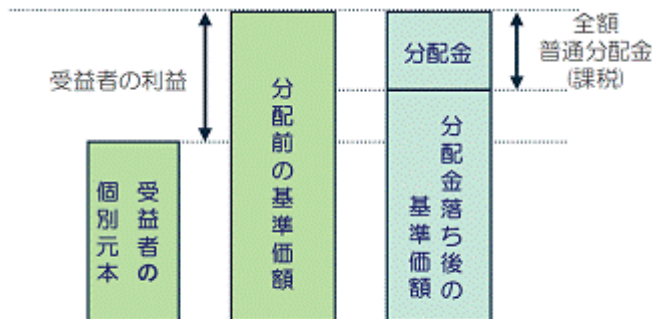 受益者の利益
受益者の
個別元本
分配前の基準価額
分配金
分配金落ち後の
基準価額
全額
普通分配金
(課税)